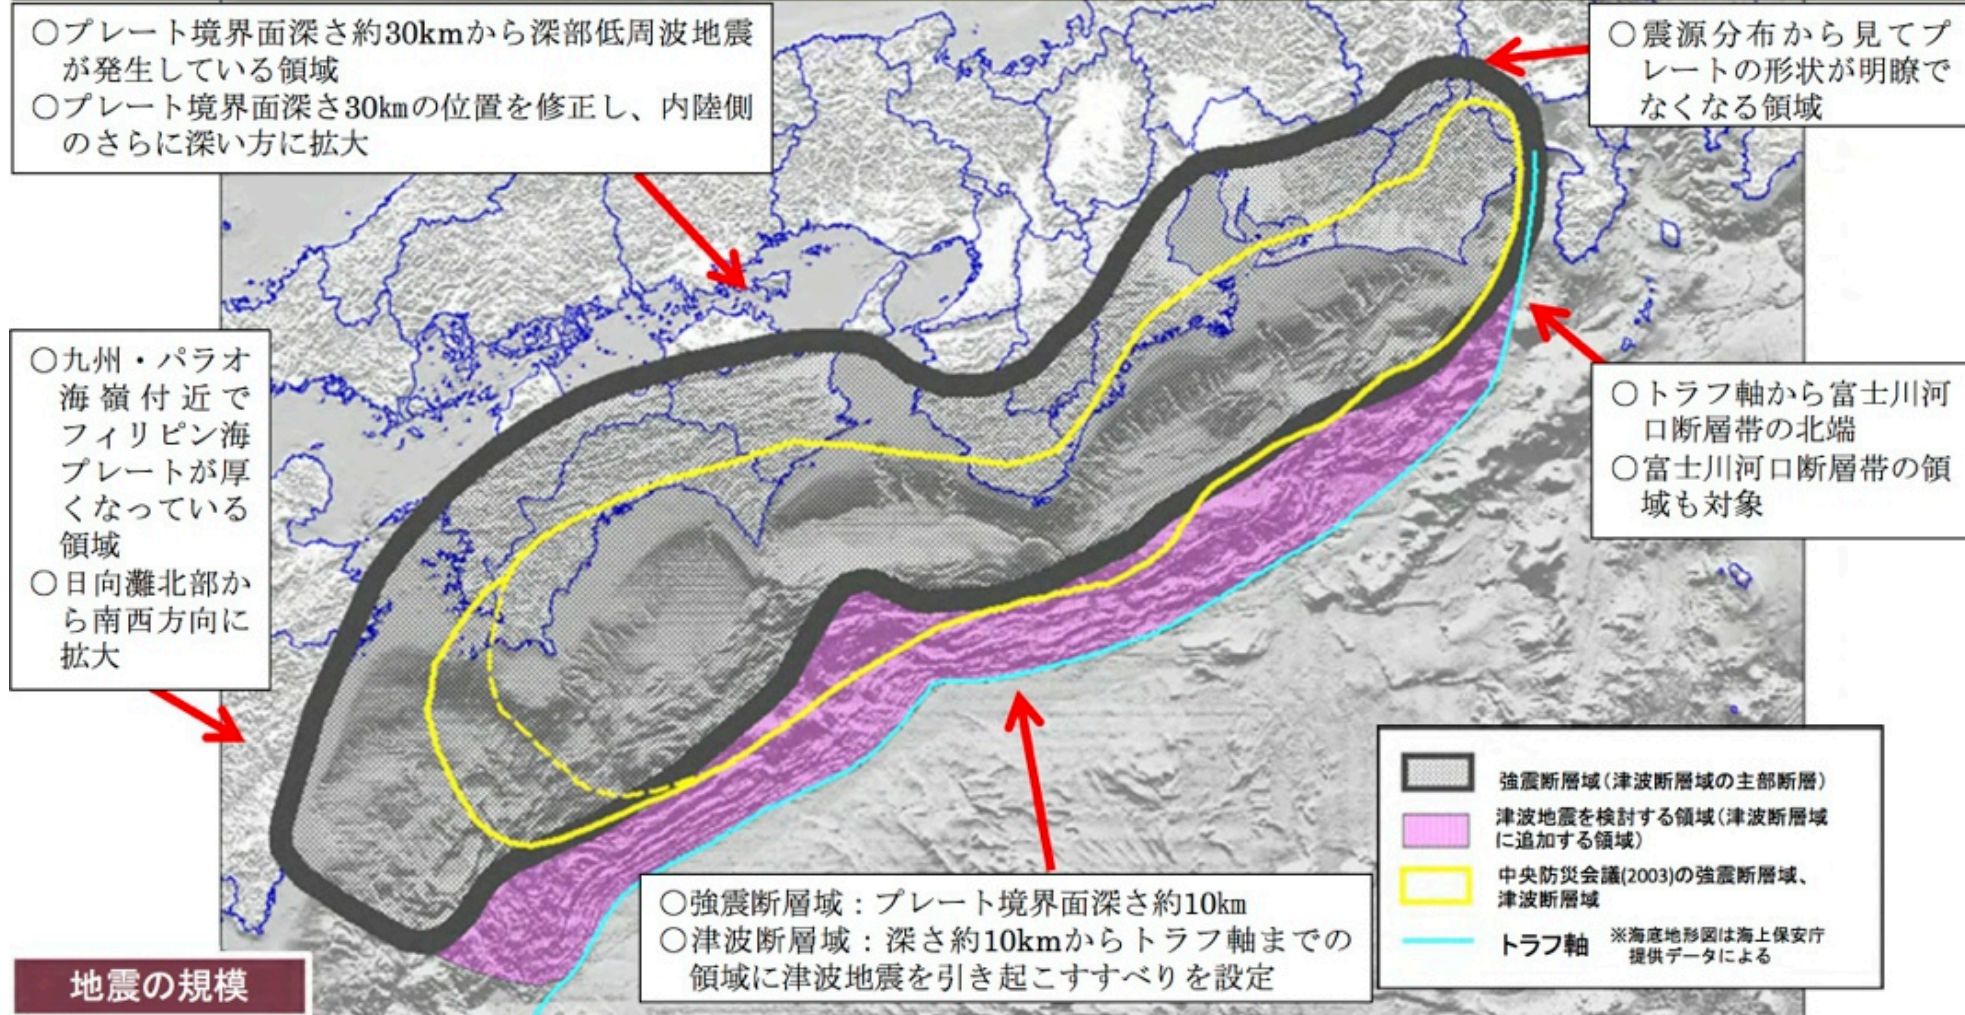 ○プレート境界面深さ約30kmから深部低周波地震
が発生している領域
○プレート境界面深さ30㎞の位置を修正し、内陸側
のさらに深い方に拡大
○震源分布から見てプ
レートの形状が明瞭で
なくなる領域
○九州・パラオ
海嶺付近で
フィリピン海
プレートが厚
くなっている
領域
○日向灘北部か
ら南西方向に
拡大
○トラフ軸から富士川河
口断層帯の北端
○富士川河口断層帯の領
域も対象
○強震断層域：プレート境界面深さ約10㎞
○津波断層域：深さ約10kmからトラフ軸までの
領域に津波地震を引き起こすすべりを設定
強震断層域(津波断層域の主部断層)
津波地震を検討する領域(津波断層域
に追加する領域)
中央防災会議(2003)の強震断層域、
津波断層域
トラフ軸
※海底地形図は海上保安庁
提供データによる
地震の規模